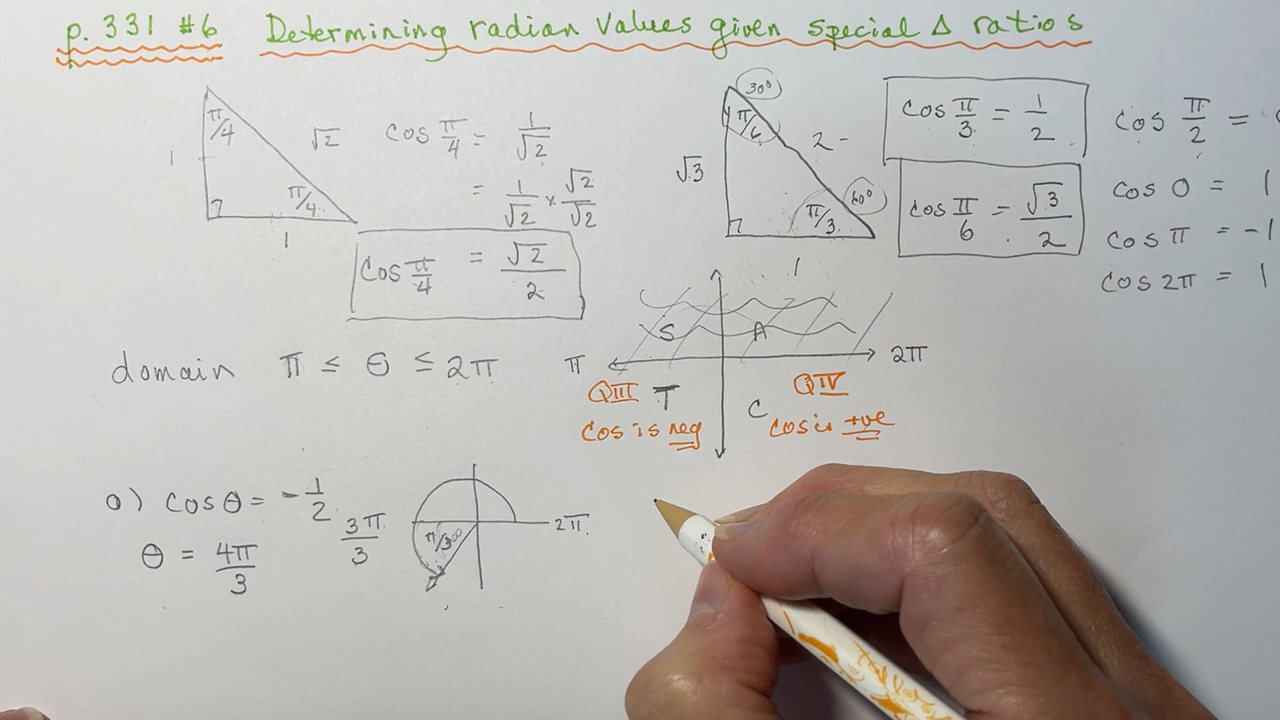 p. 331 #6 Determining radian values given special Δ ratios
π/4
1
√2
π/4
1
cos π/4 = 1/√2
= 1/√2 × √2/√2
cos π/4 = √2/2
30°
π/6
√3
2
60°
π/3
1
cos π/3 = 1/2
cos π/6 = √3/2
cos π/2 =
cos 0 = 1
cos π = -1
cos 2π = 1
domain π ≤ θ ≤ 2π
S A
π 2π
QIII T QIV
C
cos is neg cos is +ve
a) cos θ = -1/2
θ = 4π/3
3π/3
π/3
2π